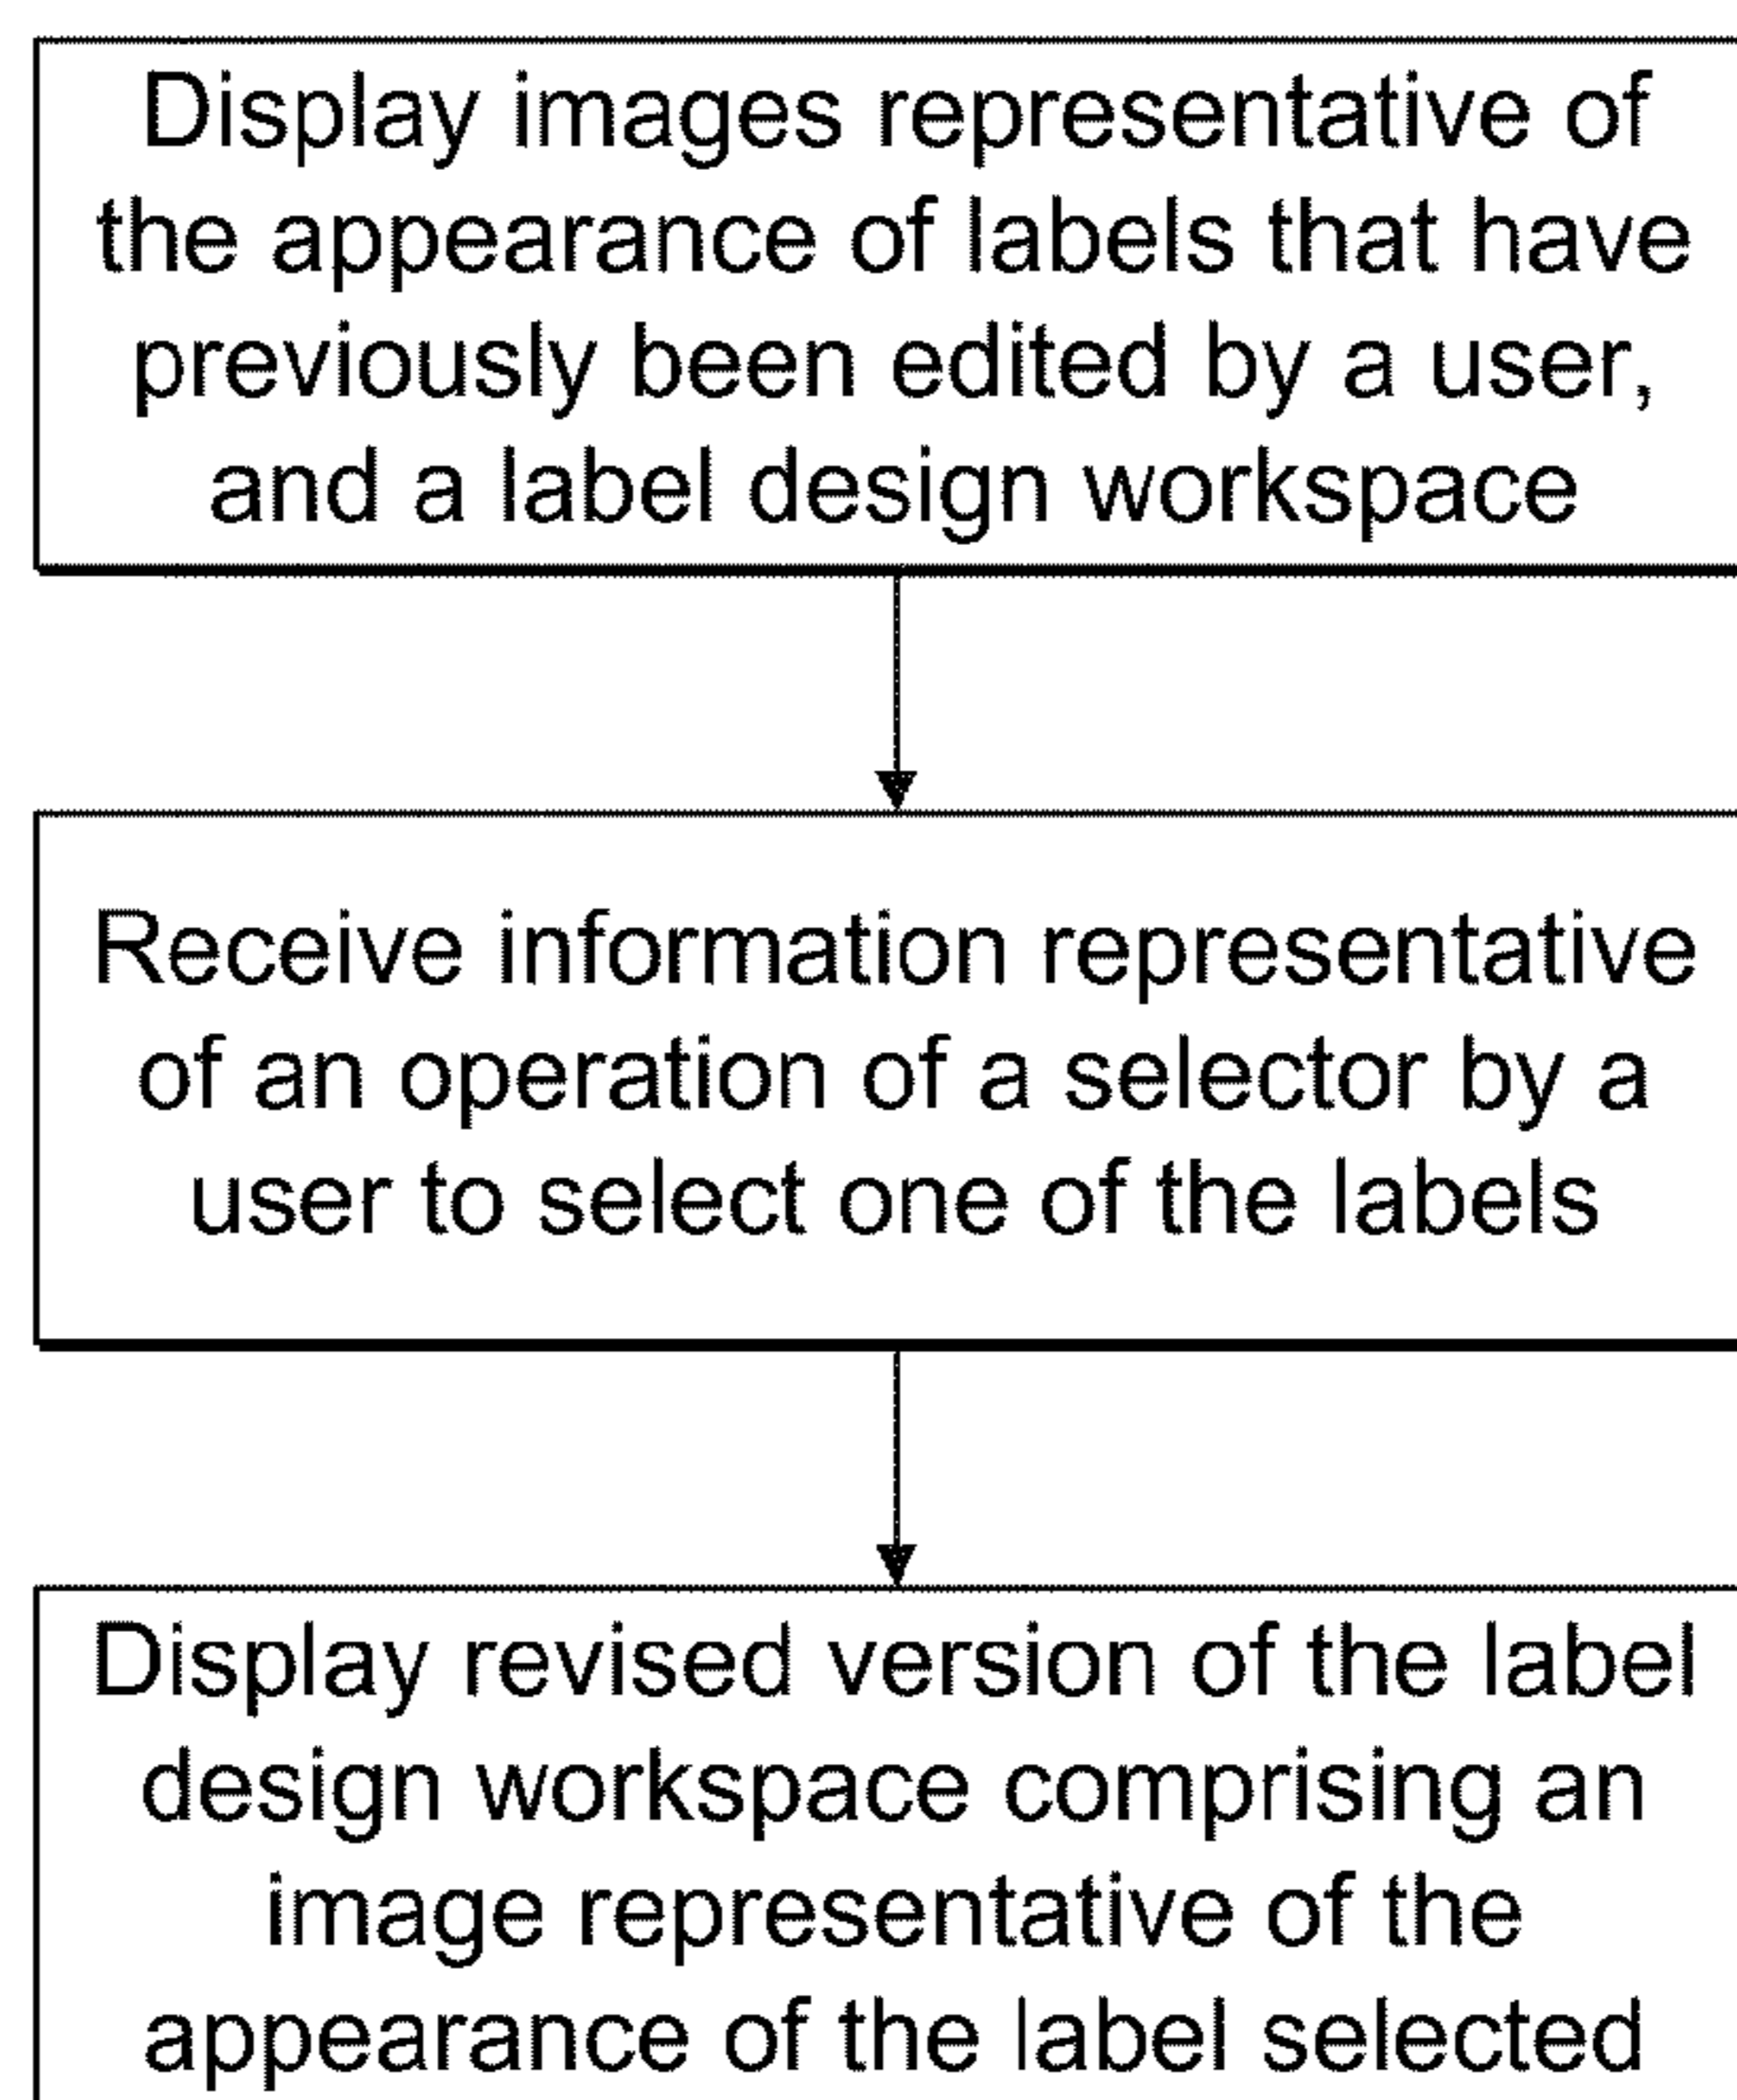 Display images representative of
the appearance of labels that have
previously been edited by a user,
and a label design workspace
Receive information representative
of an operation of a selector by a
user to select one of the labels
Display revised version of the label
design workspace comprising an
image representative of the
appearance of the label selected